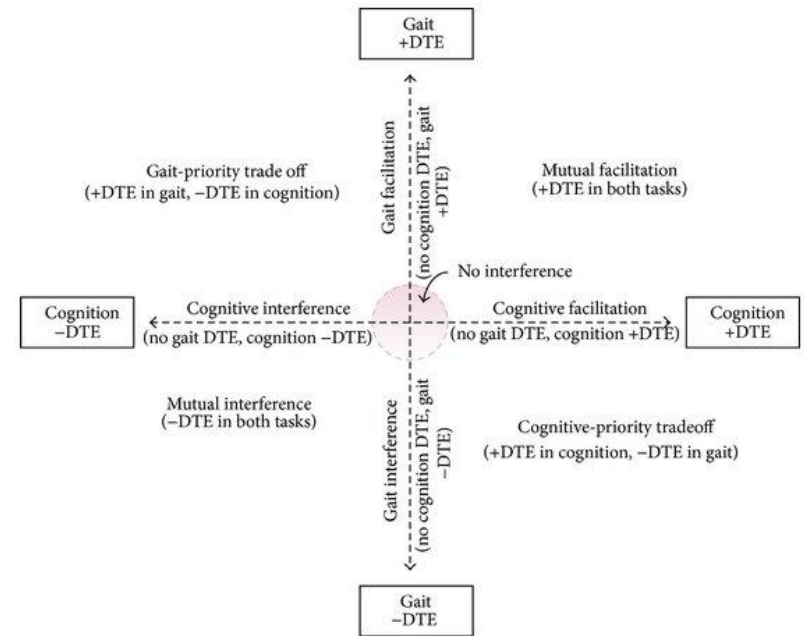 Gait
+DTE
Gait facilitation
(no cognition DTE, gait
+DTE)
Gait-priority trade off
(+DTE in gait, −DTE in cognition)
Mutual facilitation
(+DTE in both tasks)
No interference
Cognition
−DTE
Cognitive interference
(no gait DTE, cognition −DTE)
Cognitive facilitation
(no gait DTE, cognition +DTE)
Cognition
+DTE
Mutual interference
(−DTE in both tasks)
Gait interference
(no cognition DTE, gait
−DTE)
Cognitive-priority tradeoff
(+DTE in cognition, −DTE in gait)
Gait
−DTE